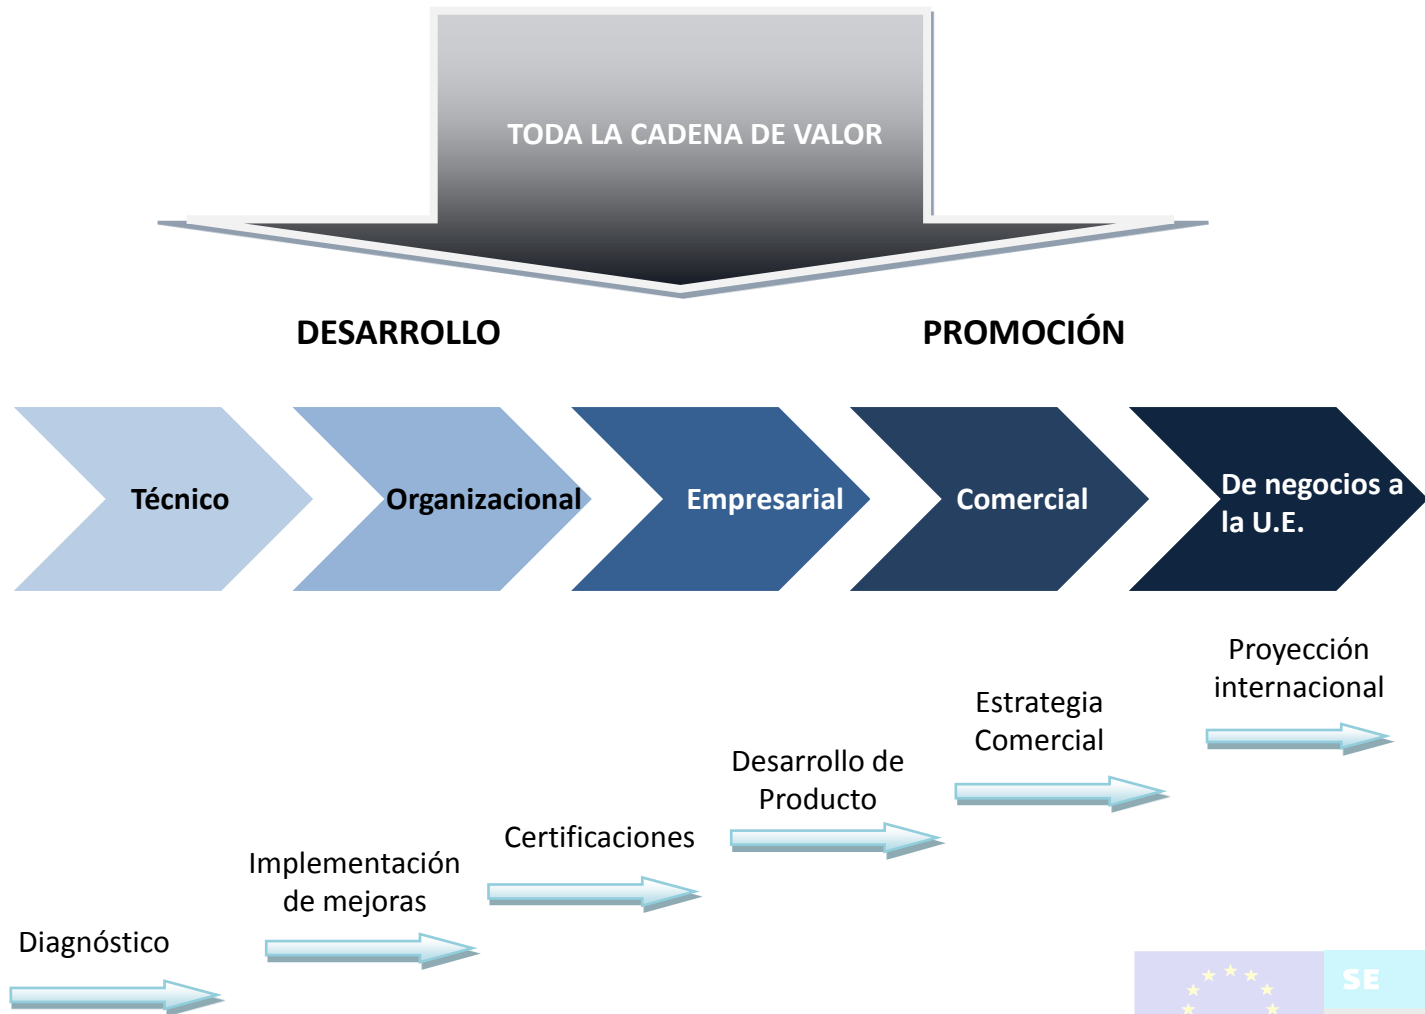 TODA LA CADENA DE VALOR
DESARROLLO
PROMOCIÓN
Técnico
Organizacional
Empresarial
Comercial
De negocios a
la U.E.
Proyección
internacional
Estrategia
Comercial
Desarrollo de
Producto
Certificaciones
Implementación
de mejoras
Diagnóstico
SE